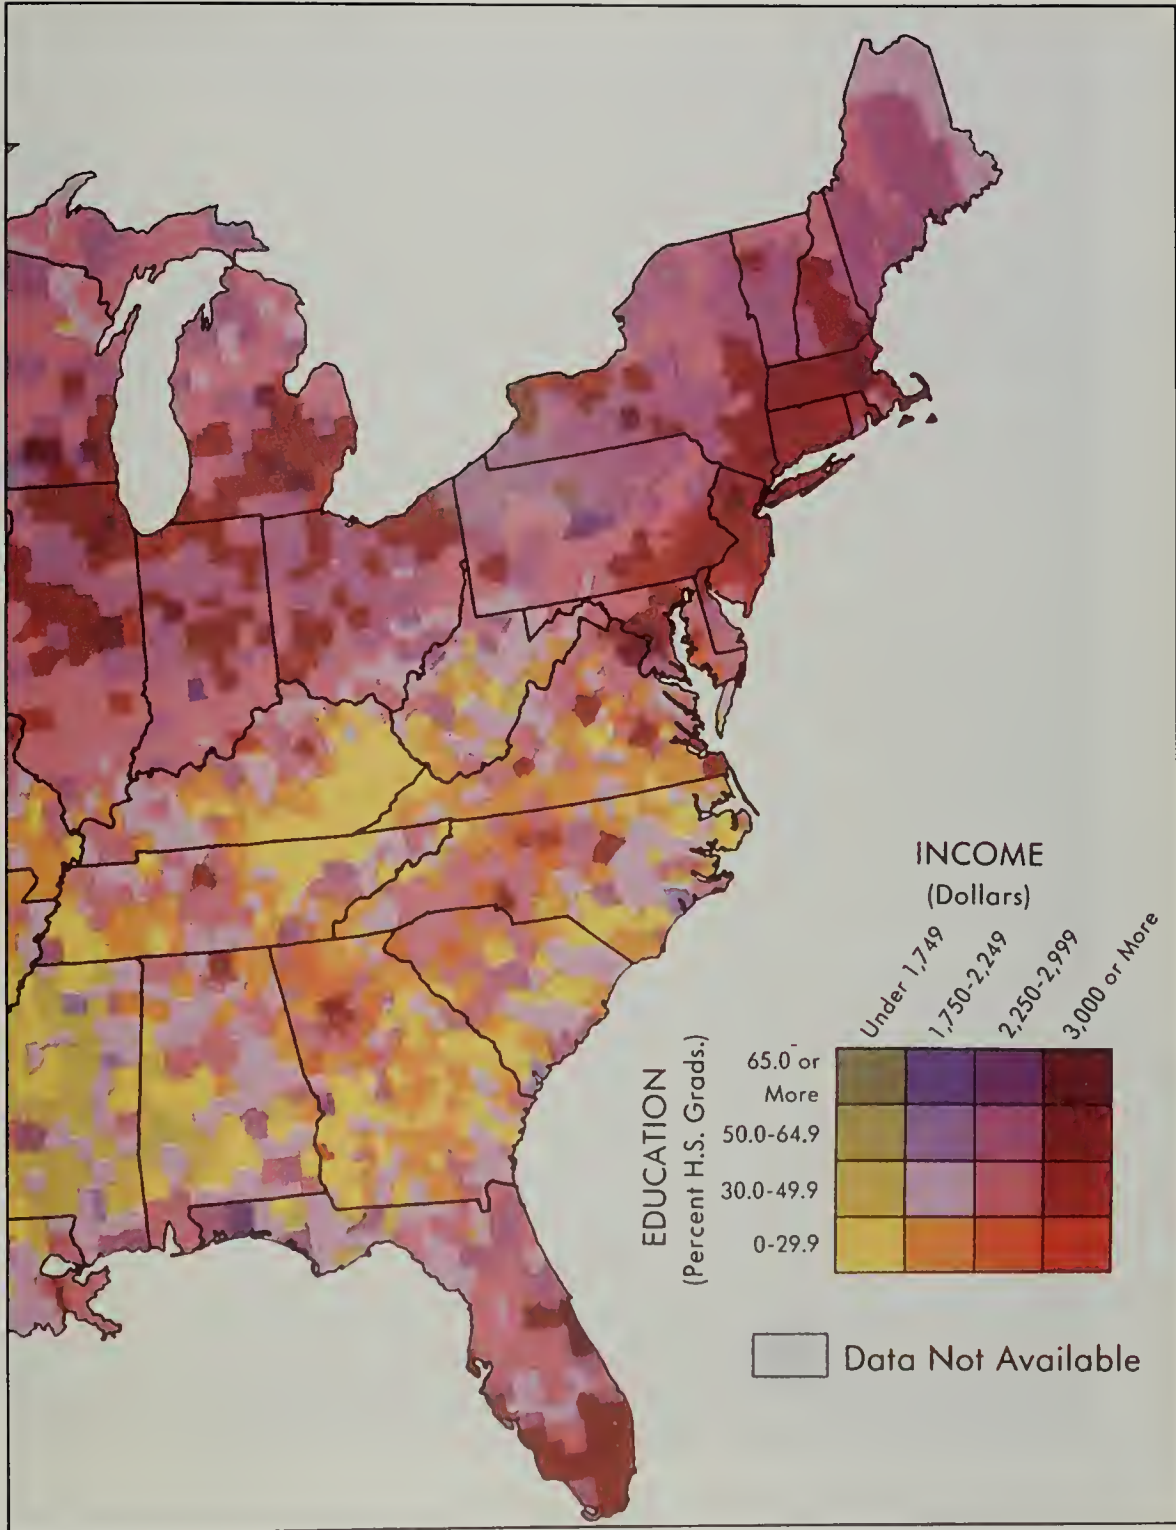 INCOME
(Dollars)
Under 1,749
1,750-2,249
2,250-2,999
3,000 or More
EDUCATION
(Percent H.S. Grads.)
65.0 or
More
50.0-64.9
30.0-49.9
0-29.9
Data Not Available